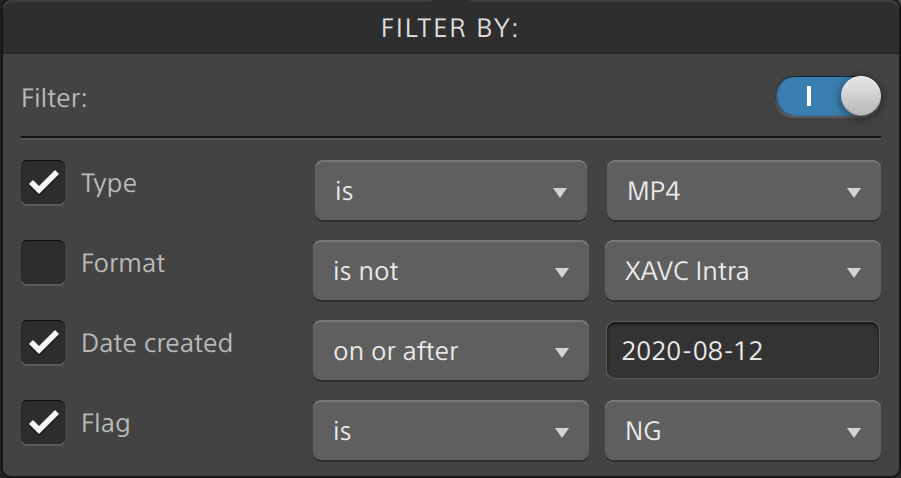 FILTER BY:
Filter:
Type is MP4
Format is not XAVC Intra
Date created on or after 2020-08-12
Flag is NG